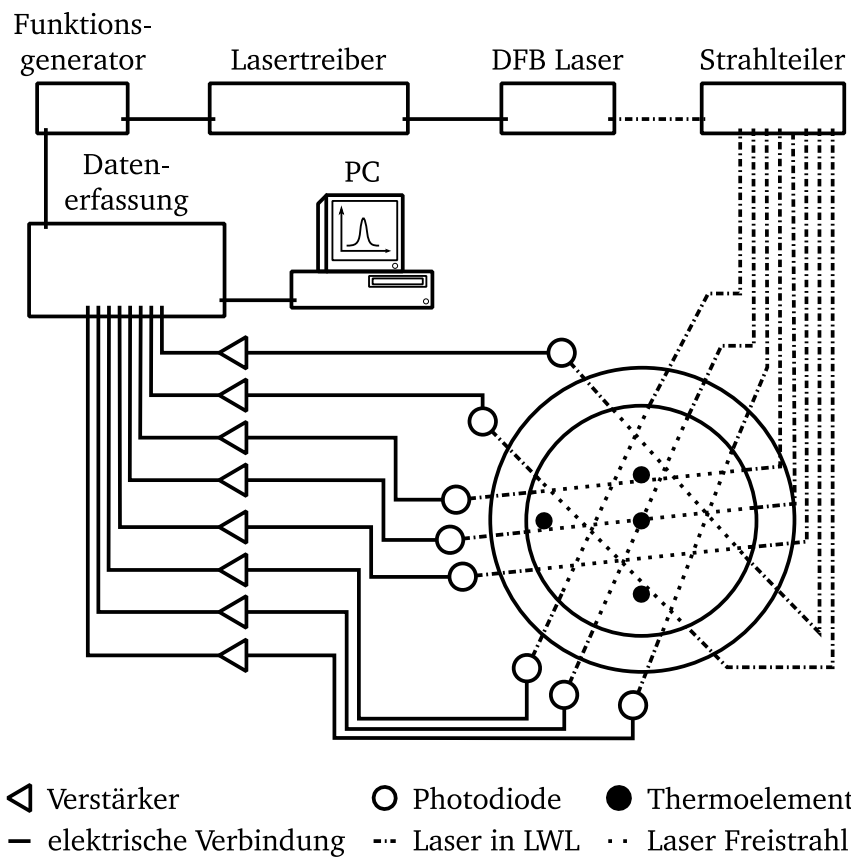 Funktions-
generator
Lasertreiber
DFB Laser
Strahlteiler
Daten-
erfassung
PC
Verstärker
Photodiode
Thermoelement
elektrische Verbindung
Laser in LWL
Laser Freistrahl